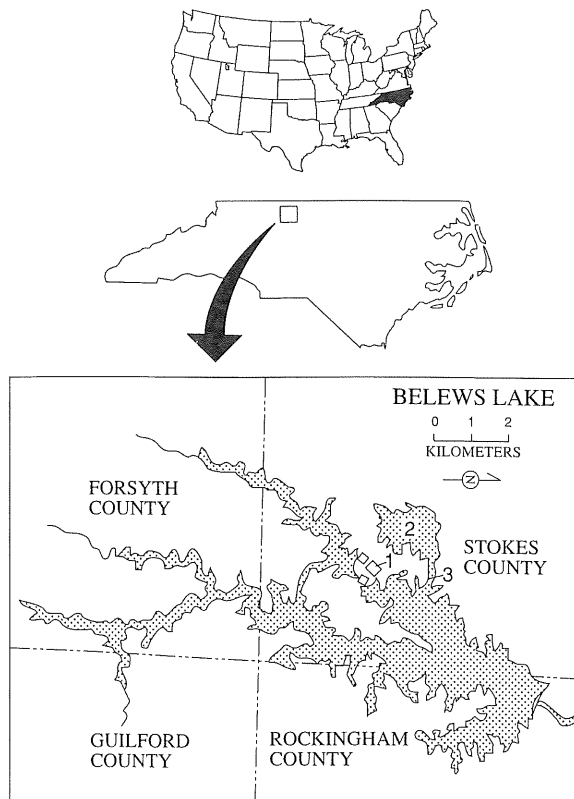 BELEWS LAKE
0 1 2
KILOMETERS
N
FORSYTH
COUNTY
2
1
STOKES
COUNTY
3
GUILFORD
COUNTY
ROCKINGHAM
COUNTY